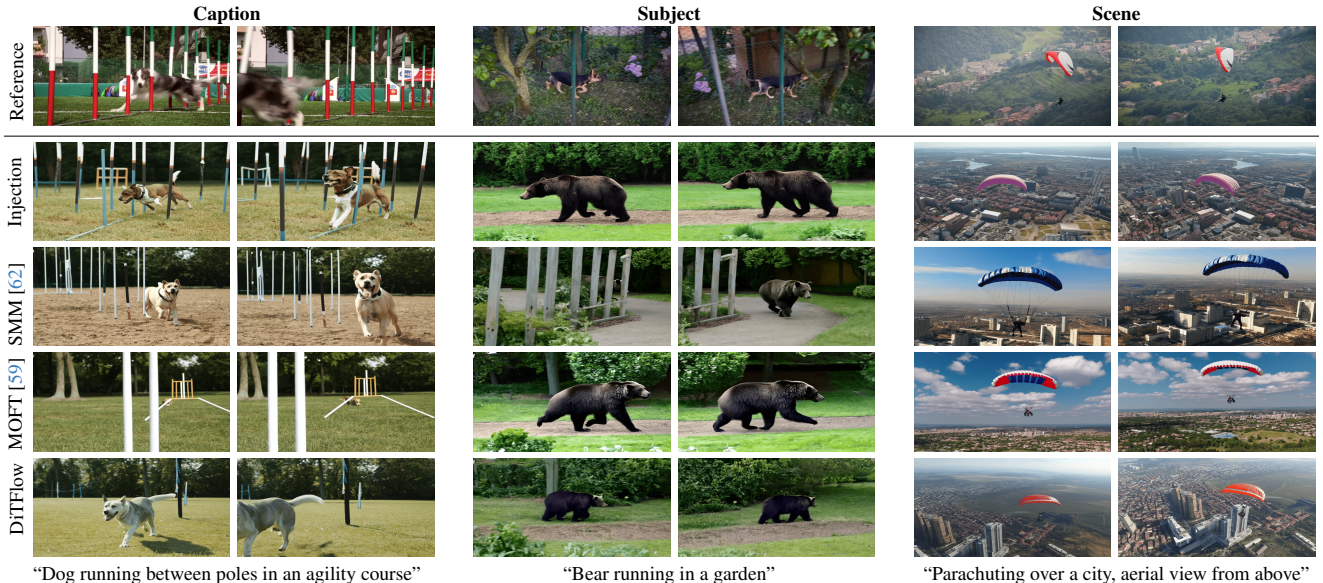 Caption Subject Scene
Reference
Injection
SMM [62]
MOFT [59]
DiTFlow
“Dog running between poles in an agility course” “Bear running in a garden” “Parachuting over a city, aerial view from above”